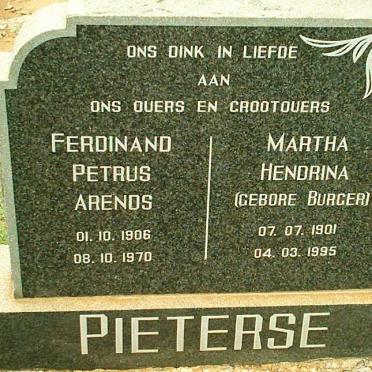 ONS DINK IN LIEFDE
AAN
ONS OUERS EN GROOTOUERS
FERDINAND
PETRUS
ARENDS
01. 10. 1906
08. 10. 1970
MARTHA
HENDRINA
(GEBORE BURGER)
07. 07. 1901
04. 03. 1995
PIETERSE